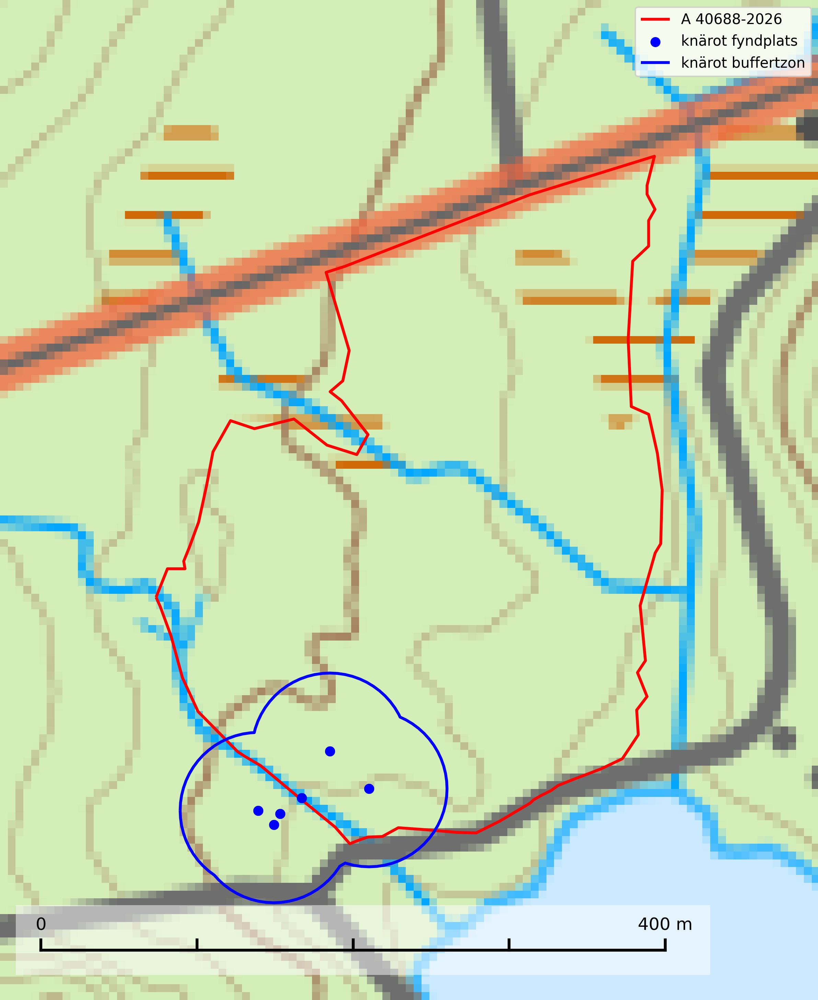 A 40688-2026
knärot fyndplats
knärot buffertzon
0
400 m